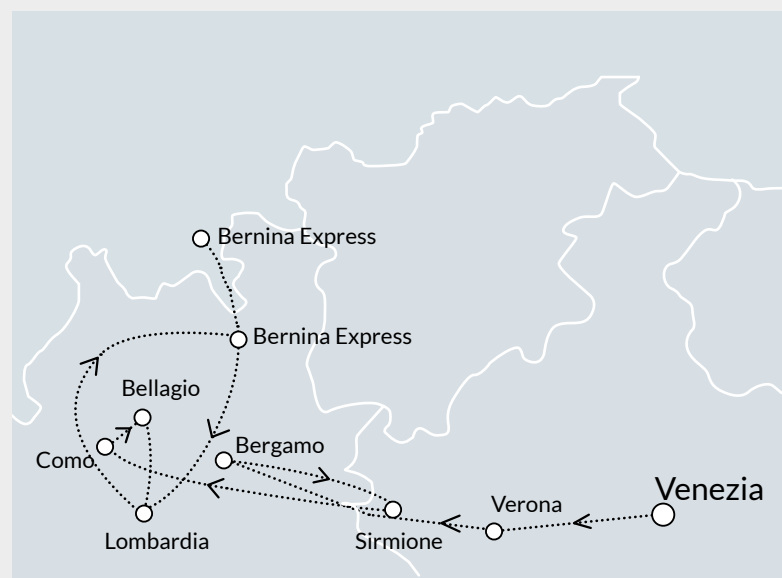 Bernina Express
Bernina Express
Bellagio
Bergamo
Como
Venezia
Verona
Lombardia
Sirmione